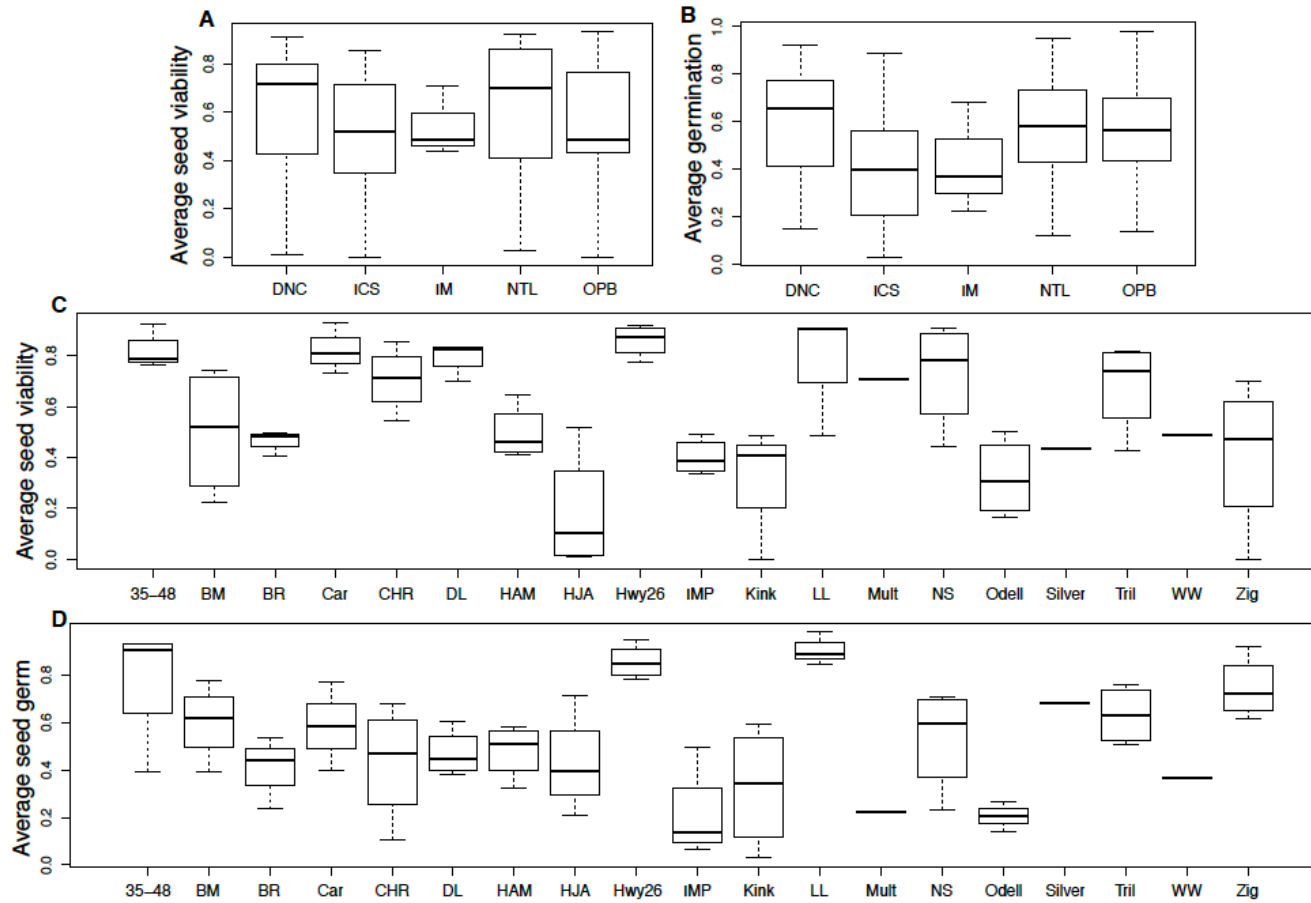 A
Average seed viability
0.8
0.6
0.4
0.2
0.0
DNC ICS IM NTL OPB
B
Average germination
1.0
0.8
0.6
0.4
0.2
0.0
DNC ICS IM NTL OPB
C
Average seed viability
0.8
0.6
0.4
0.2
0.0
35–48 BM BR Car CHR DL HAM HJA Hwy26 IMP Kink LL Mult NS Odell Silver Tril WW Zig
D
Average seed germ
0.8
0.6
0.4
0.2
0.0
35–48 BM BR Car CHR DL HAM HJA Hwy26 IMP Kink LL Mult NS Odell Silver Tril WW Zig